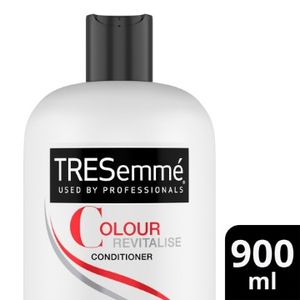 TRESemmé
USED BY PROFESSIONALS
COLOUR
REVITALISE
CONDITIONER
900
ml